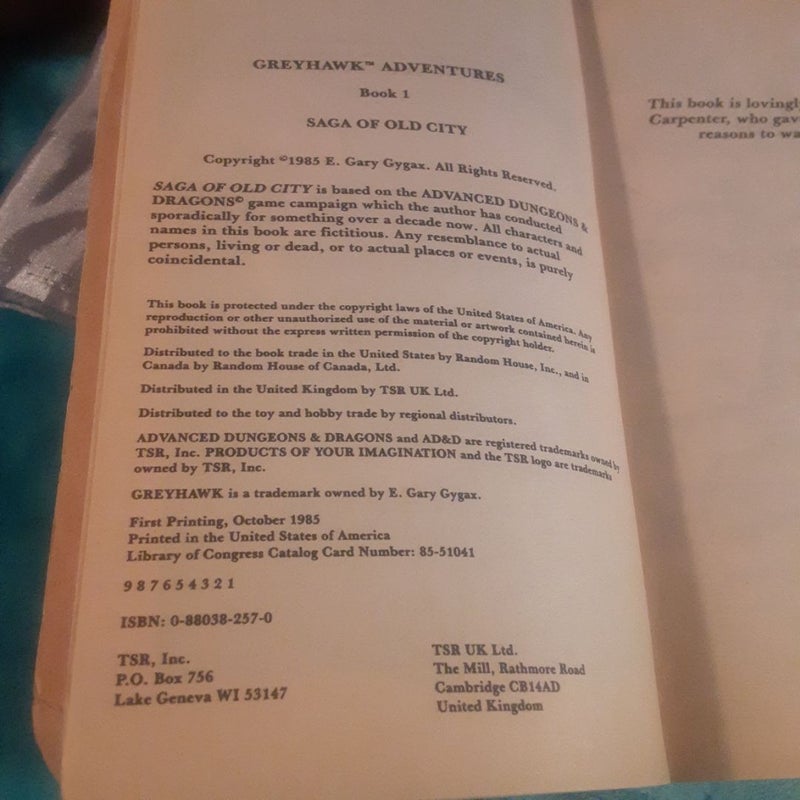 GREYHAWK™ ADVENTURES
Book 1
SAGA OF OLD CITY
Copyright ©1985 E. Gary Gygax. All Rights Reserved.
SAGA OF OLD CITY is based on the ADVANCED DUNGEONS &
DRAGONS© game campaign which the author has conducted
sporadically for something over a decade now. All characters and
names in this book are fictitious. Any resemblance to actual
persons, living or dead, or to actual places or events, is purely
coincidental.
This book is protected under the copyright laws of the United States of America. Any
reproduction or other unauthorized use of the material or artwork contained herein is
prohibited without the express written permission of the copyright holder.
Distributed to the book trade in the United States by Random House, Inc., and in
Canada by Random House of Canada, Ltd.
Distributed in the United Kingdom by TSR UK Ltd.
Distributed to the toy and hobby trade by regional distributors.
ADVANCED DUNGEONS & DRAGONS and AD&D are registered trademarks owned by
TSR, Inc. PRODUCTS OF YOUR IMAGINATION and the TSR logo are trademarks
owned by TSR, Inc.
GREYHAWK is a trademark owned by E. Gary Gygax.
First Printing, October 1985
Printed in the United States of America
Library of Congress Catalog Card Number: 85-51041
9 8 7 6 5 4 3 2 1
ISBN: 0-88038-257-0
TSR, Inc.
P.O. Box 756
Lake Geneva WI 53147
TSR UK Ltd.
The Mill, Rathmore Road
Cambridge CB14AD
United Kingdom
This book is lovingly
Carpenter, who gav
reasons to wa